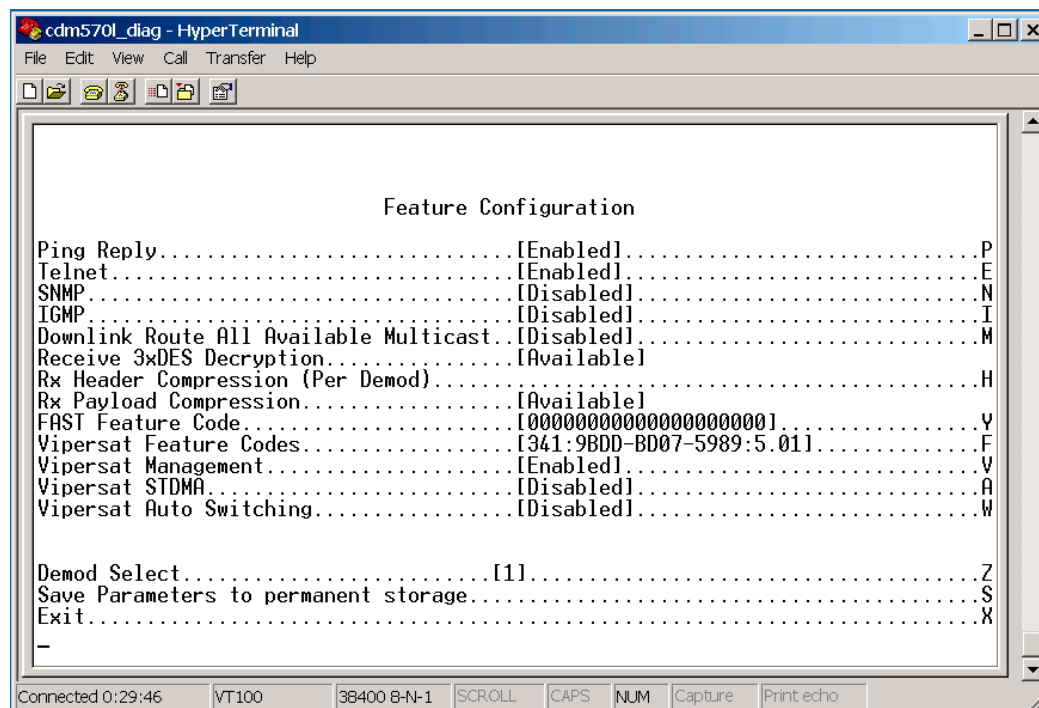 cdm570l_diag - HyperTerminal
File Edit View Call Transfer Help
Feature Configuration
Ping Reply..............................[Enabled]..............................P
Telnet..................................[Enabled]..............................E
SNMP....................................[Disabled].............................N
IGMP....................................[Disabled].............................I
Downlink Route All Available Multicast..[Disabled].............................M
Receive 3xDES Decryption................[Available]
Rx Header Compression (Per Demod)..............................................H
Rx Payload Compression..................[Available]
FAST Feature Code.......................[00000000000000000000].................Y
Vipersat Feature Codes..................[341:9BDD-BD07-5989:5.01]..............F
Vipersat Management.....................[Enabled]..............................V
Vipersat STDMA..........................[Disabled].............................A
Vipersat Auto Switching.................[Disabled].............................W
Demod Select..........................[1]......................................Z
Save Parameters to permanent storage...........................................S
Exit...........................................................................X
Connected 0:29:46 VT100 38400 8-N-1 SCROLL CAPS NUM Capture Print echo